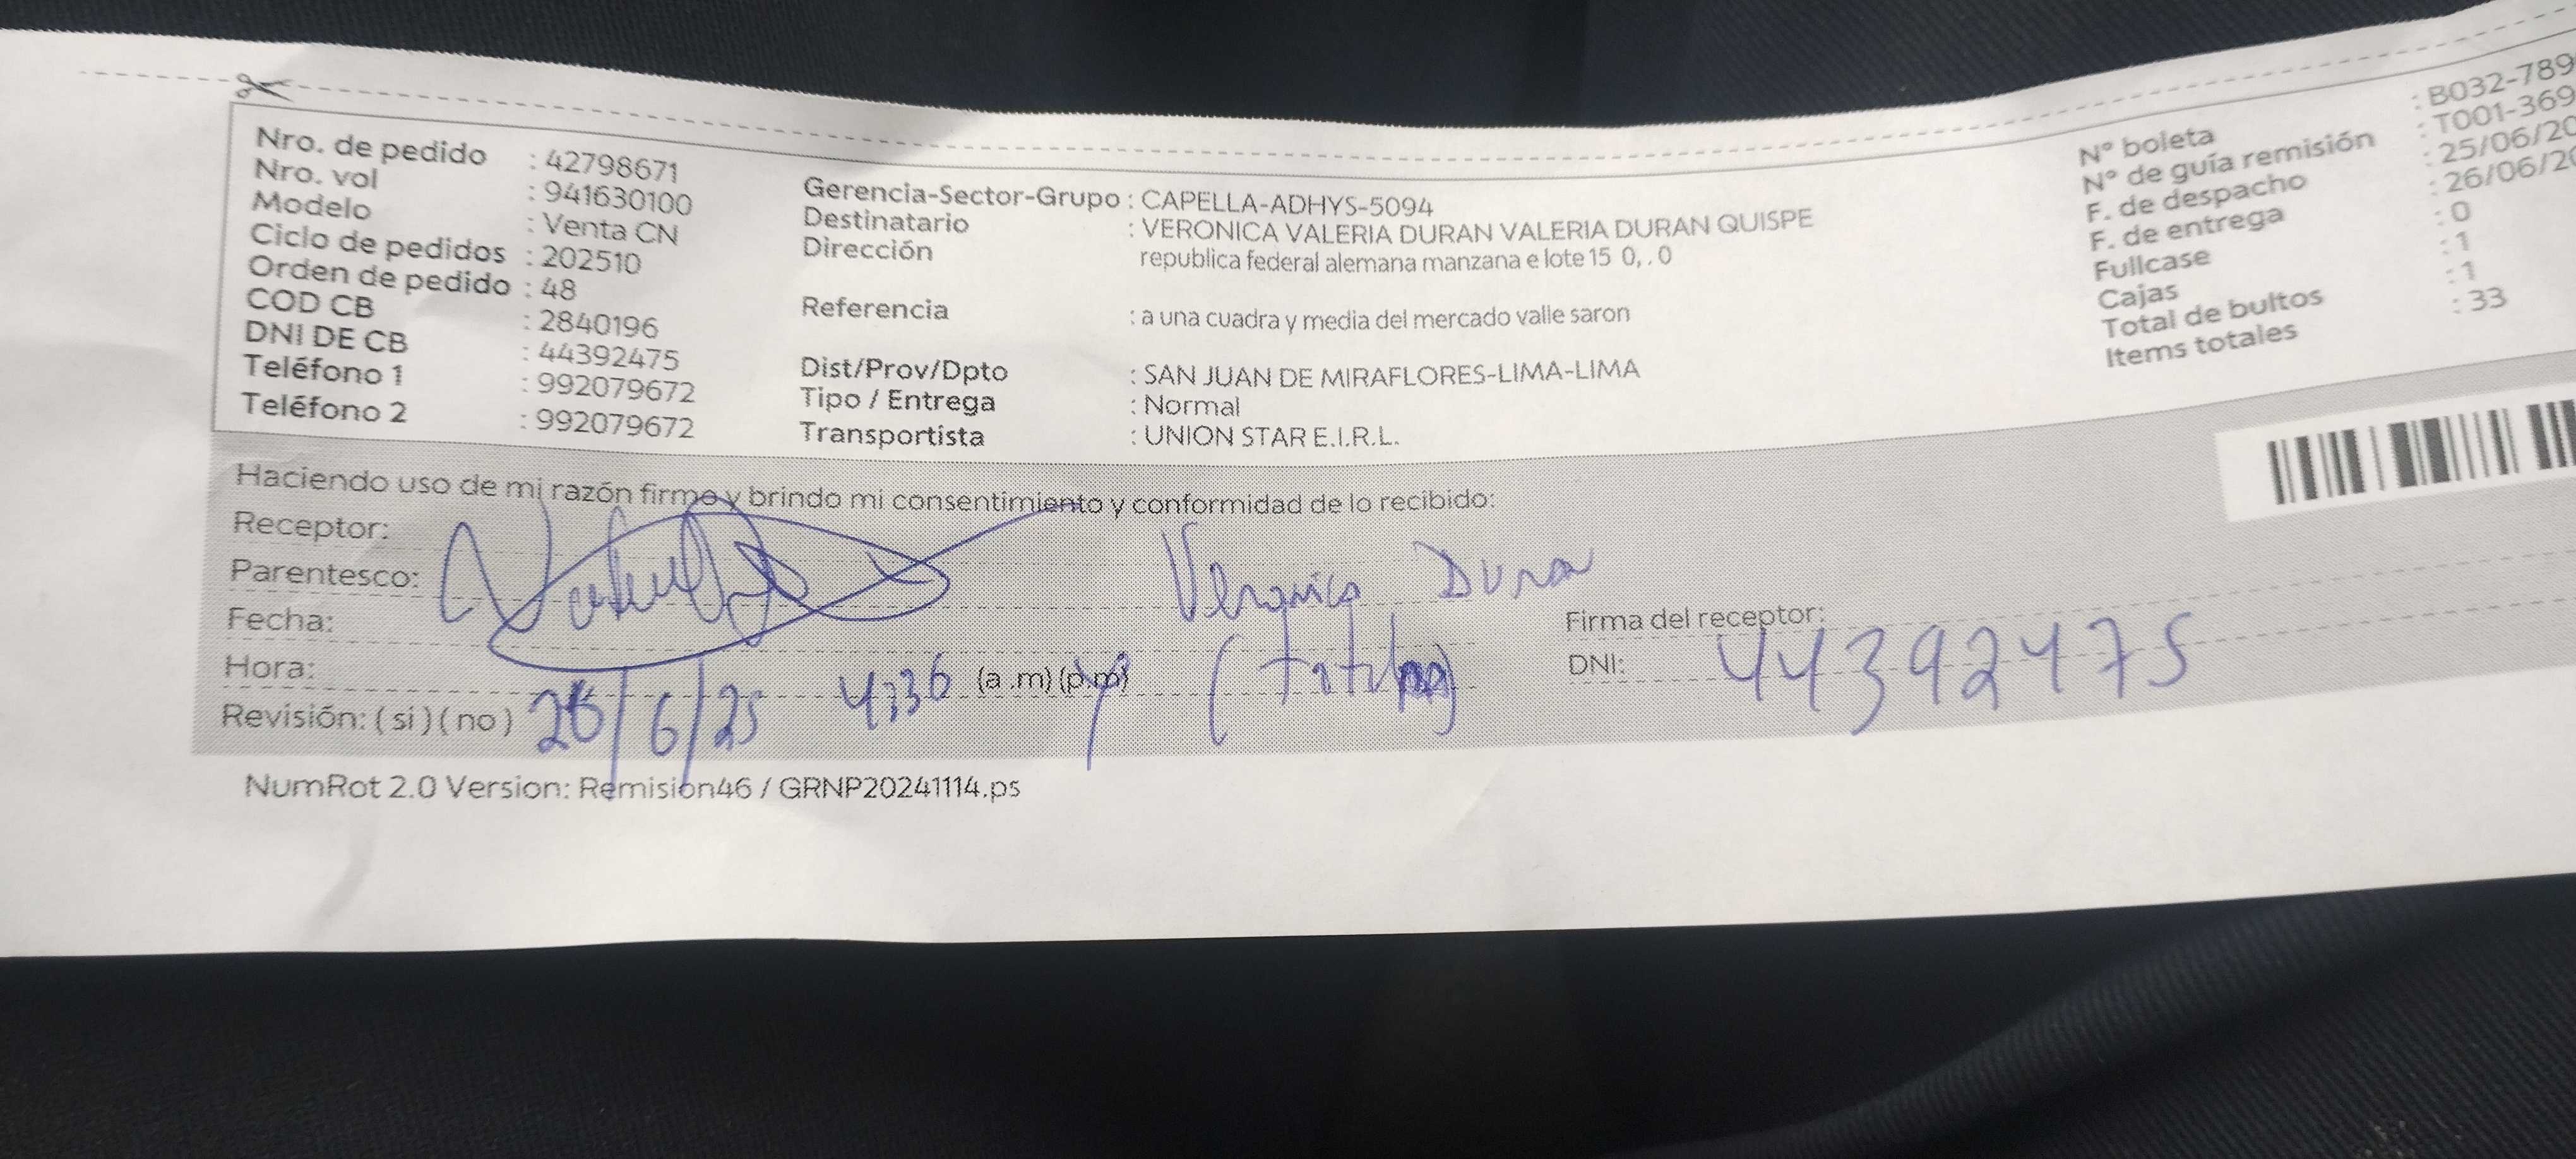 Nro. de pedido : 42798671
Nro. vol : 941630100
Modelo : Venta CN
Ciclo de pedidos : 202510
Orden de pedido : 48
COD CB : 2840196
DNI DE CB : 44392475
Teléfono 1 : 992079672
Teléfono 2 : 992079672
Gerencia-Sector-Grupo : CAPELLA-ADHYS-5094
Destinatario : VERONICA VALERIA DURAN VALERIA DURAN QUISPE
Dirección republica federal alemana manzana e lote 15 0, . 0
Referencia : a una cuadra y media del mercado valle saron
Dist/Prov/Dpto : SAN JUAN DE MIRAFLORES-LIMA-LIMA
Tipo / Entrega : Normal
Transportista : UNION STAR E.I.R.L.
N° boleta : B032-789
N° de guía remisión : T001-369
F. de despacho : 25/06/20
F. de entrega : 26/06/20
Fullcase : 0
Cajas : 1
Total de bultos : 1
Items totales : 33
Haciendo uso de mi razón firmo y brindo mi consentimiento y conformidad de lo recibido:
Receptor:
Parentesco: Veronica Duran
Fecha: Firma del receptor:
Hora: 4:36 (a .m) (p.m) DNI: 44392475
Revisión: ( si ) ( no ) /6/25
NumRot 2.0 Version: Remision46 / GRNP20241114.ps